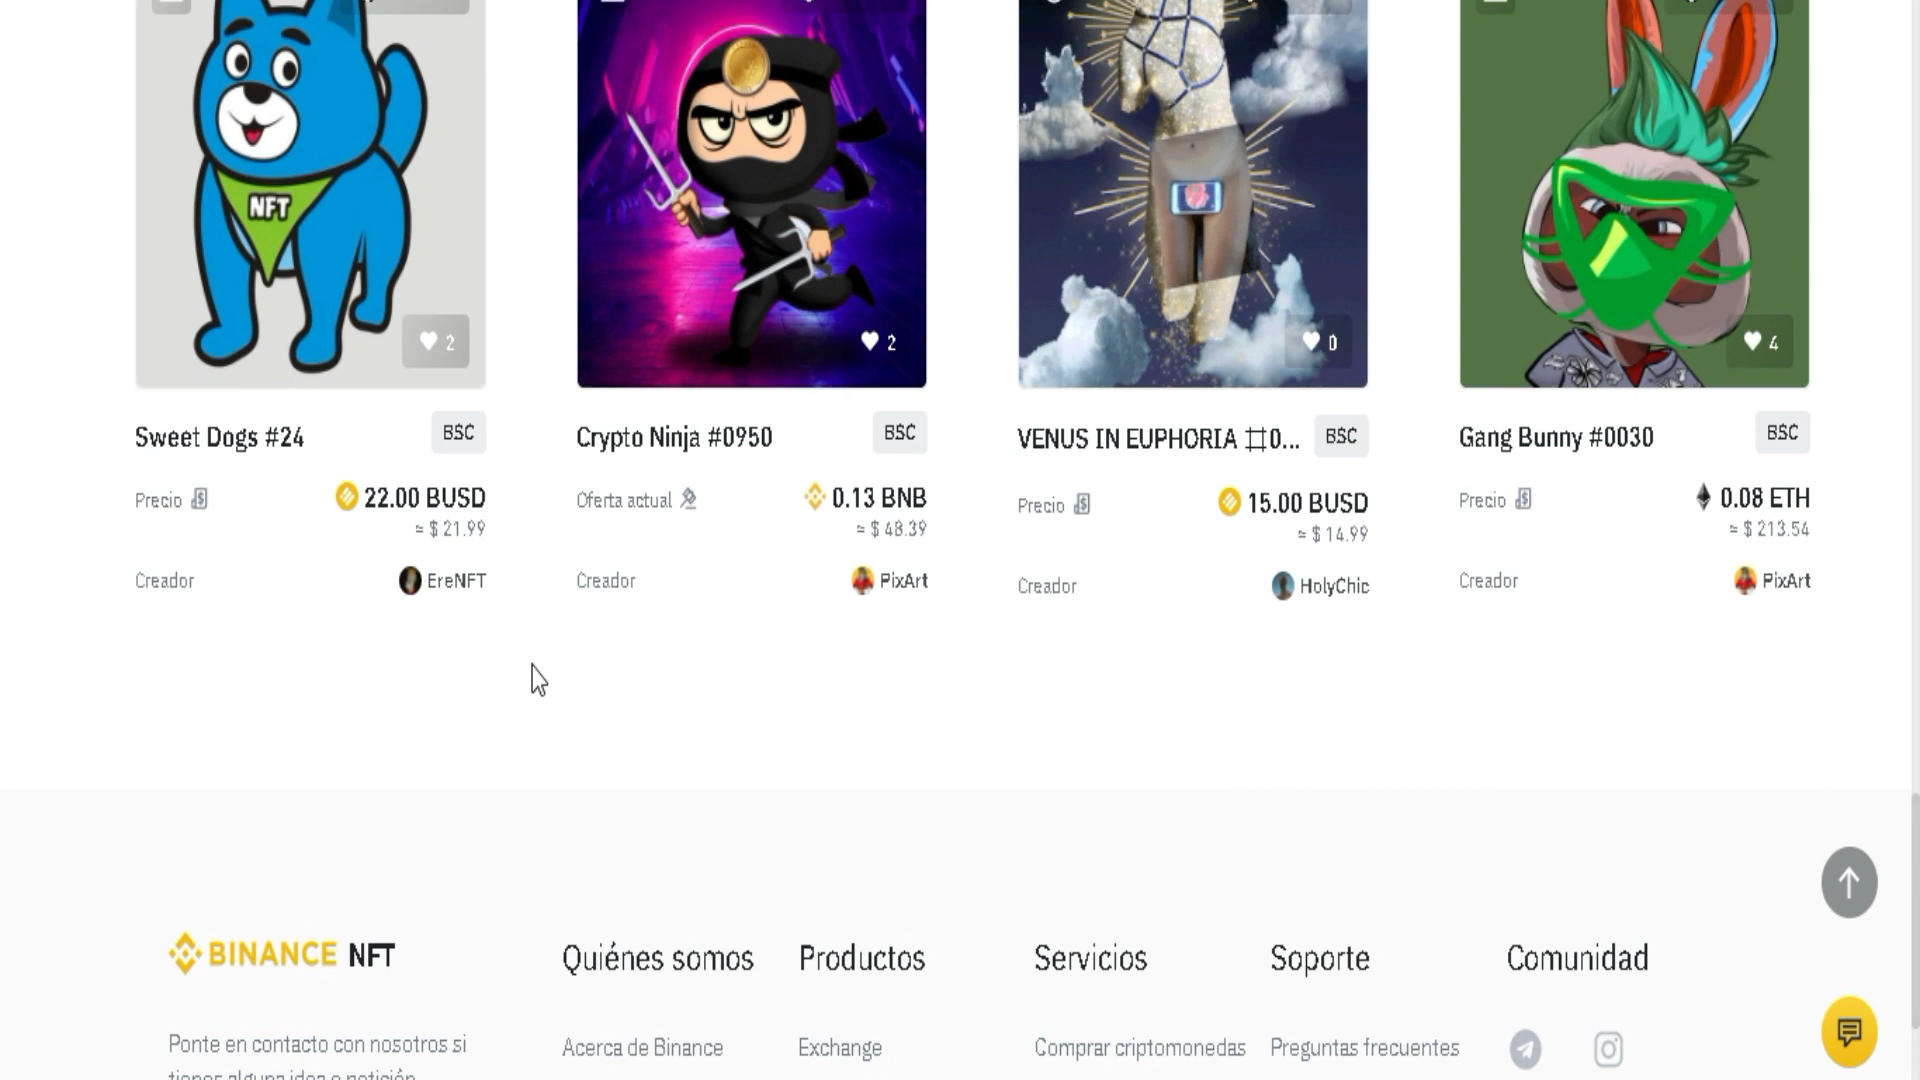 NFT
2
2
0
4
Sweet Dogs #24
BSC
Crypto Ninja #0950
BSC
VENUS IN EUPHORIA #0...
BSC
Gang Bunny #0030
BSC
Precio
22.00 BUSD
≈ $ 21.99
Oferta actual
0.13 BNB
≈ $ 48.39
Precio
15.00 BUSD
≈ $ 14.99
Precio
0.08 ETH
≈ $ 213.54
Creador
EreNFT
Creador
PixArt
Creador
HolyChic
Creador
PixArt
BINANCE NFT
Quiénes somos
Productos
Servicios
Soporte
Comunidad
Ponte en contacto con nosotros si
tienes alguna idea o petición
Acerca de Binance
Exchange
Comprar criptomonedas
Preguntas frecuentes